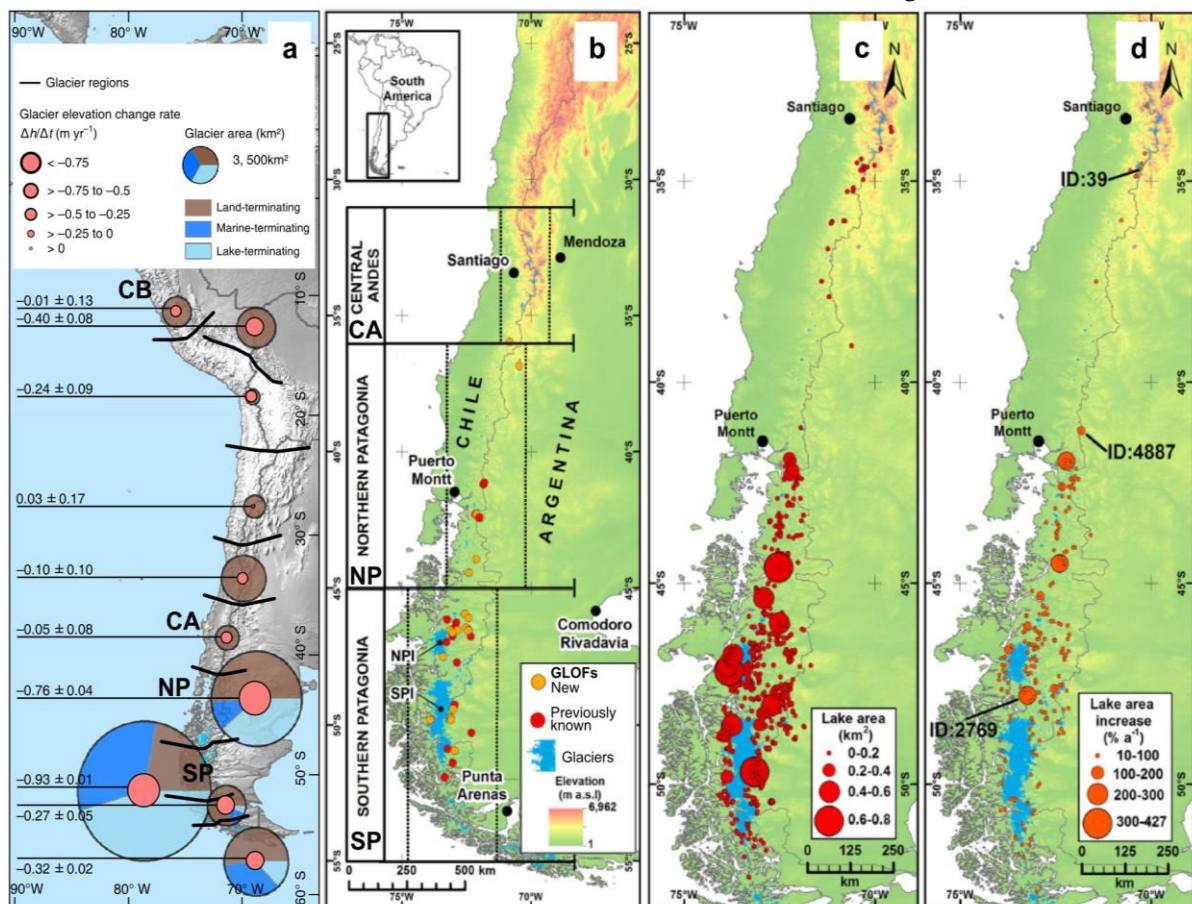 90°W 80° W 70° W
a
Glacier regions
Glacier elevation change rate
Δh/Δt (m yr⁻¹)
< –0.75
> –0.75 to –0.5
> –0.5 to –0.25
> –0.25 to 0
> 0
Glacier area (km²)
3, 500km²
Land-terminating
Marine-terminating
Lake-terminating
CB
–0.01 ± 0.13
–0.40 ± 0.08
–0.24 ± 0.09
0.03 ± 0.17
–0.10 ± 0.10
CA
–0.05 ± 0.08
NP
–0.76 ± 0.04
SP
–0.93 ± 0.01
–0.27 ± 0.05
–0.32 ± 0.02
10° S
20° S
30° S
40° S
50° S
60° S
90°W 80° W 70° W
75°W 70°W
b
25°S
South
America
30°S
CENTRAL
ANDES
CA
Santiago
Mendoza
35°S
NORTHERN PATAGONIA
NP
CHILE
ARGENTINA
Puerto
Montt
40°S
45°S
SOUTHERN PATAGONIA
SP
NPI
SPI
Comodoro
Rivadavia
Punta
Arenas
50°S
55°S
GLOFs
New
Previously
known
Glaciers
Elevation
(m a.s.l)
6,962
1
0 250 500
km
75°W 70°W
75°W 70°W
c
Santiago
35°S
40°S
Puerto
Montt
45°S
50°S
Lake area
(km²)
0-0.2
0.2-0.4
0.4-0.6
0.6-0.8
0 125 250
km
75°W 70°W
75°W 70°W
d
Santiago
ID:39
35°S
40°S
Puerto
Montt
ID:4887
45°S
ID:2769
50°S
Lake area
increase
(% a⁻¹)
10-100
100-200
200-300
300-427
0 125 250
km
75°W 70°W